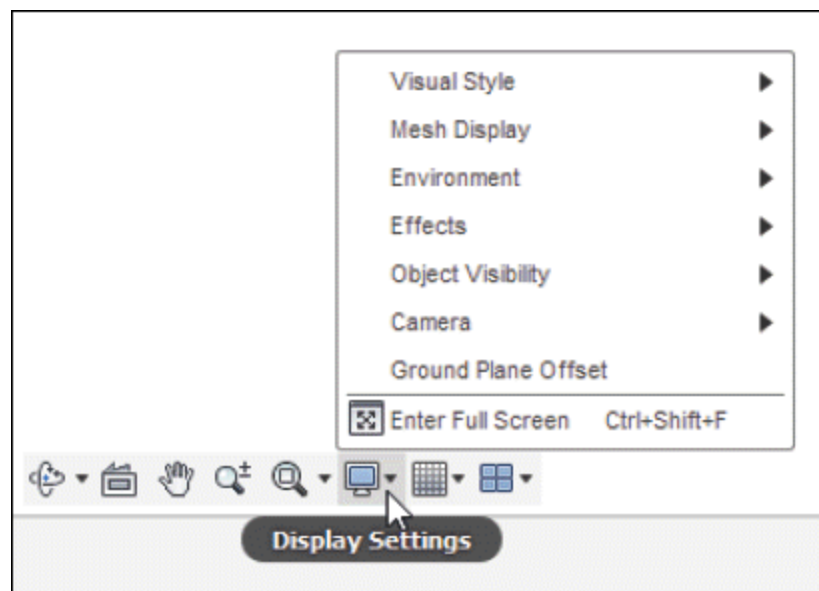 Visual Style
Mesh Display
Environment
Effects
Object Visibility
Camera
Ground Plane Offset
Enter Full Screen Ctrl+Shift+F
Display Settings